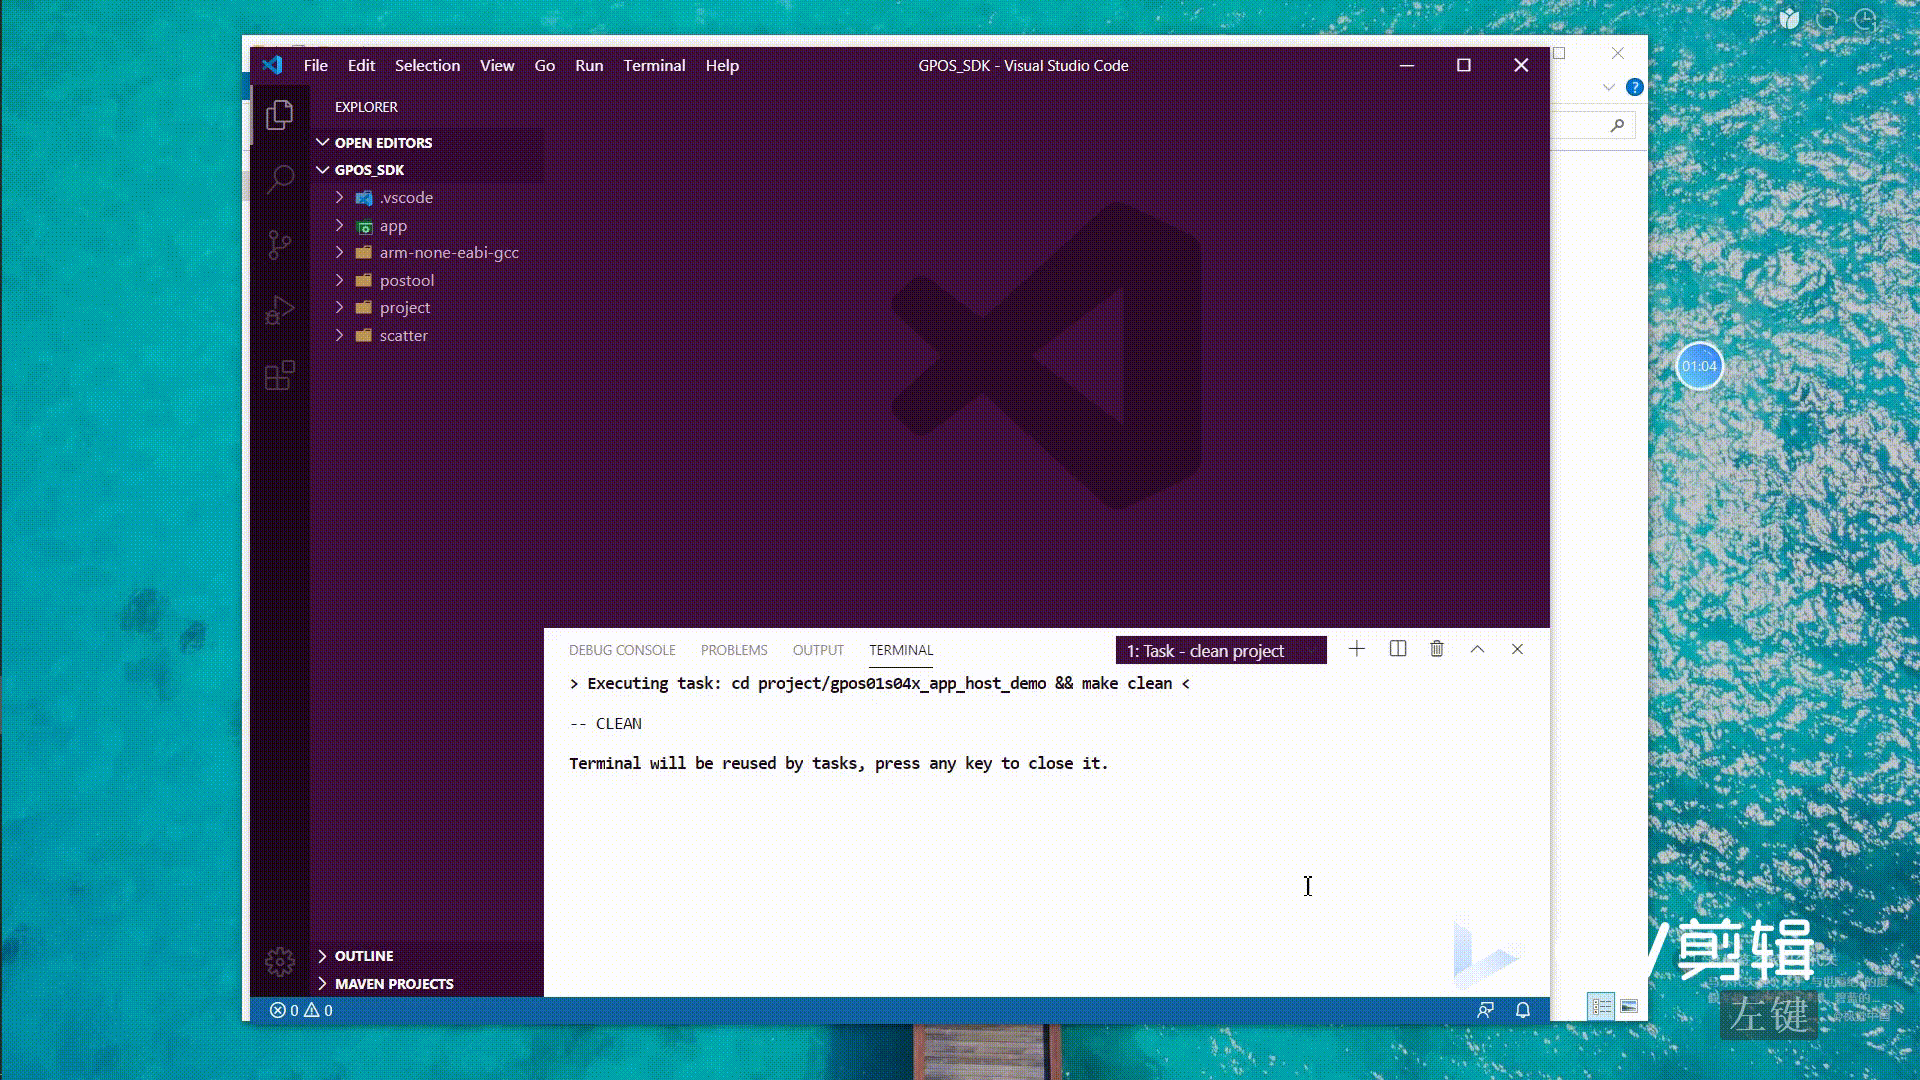 File Edit Selection View Go Run Terminal Help
GPOS_SDK - Visual Studio Code
?
EXPLORER
OPEN EDITORS
GPOS_SDK
.vscode
app
arm-none-eabi-gcc
postool
project
scatter
01:04
DEBUG CONSOLE PROBLEMS OUTPUT TERMINAL
1: Task - clean project
> Executing task: cd project/gpos01s04x_app_host_demo && make clean <
-- CLEAN
Terminal will be reused by tasks, press any key to close it.
OUTLINE
MAVEN PROJECTS
0 0
剪辑
左键